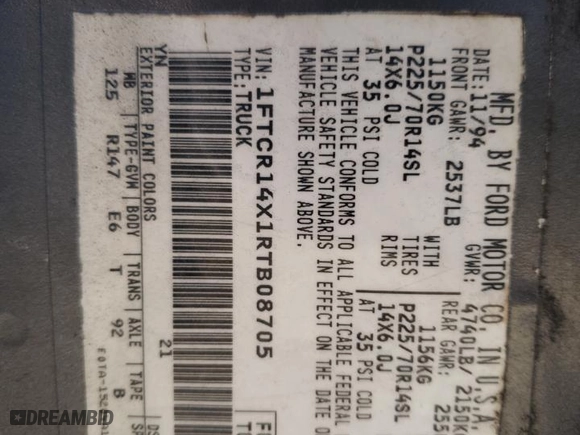 MFD. BY FORD MOTOR CO. IN U.S.A.
DATE: 11/94
GVWR: 4740LB/ 2150K
FRONT GAWR: 2537LB
REAR GAWR: 255
1150KG
WITH
1156KG
P225/70R14SL
TIRES
P225/70R14SL
14X6.0J
RIMS
14X6.0J
AT 35 PSI COLD
AT 35 PSI COLD
THIS VEHICLE CONFORMS TO ALL APPLICABLE FEDERAL
VEHICLE SAFETY STANDARDS IN EFFECT ON THE DATE O
MANUFACTURE SHOWN ABOVE.
VIN: 1FTCR14X1RTB08705
TYPE: TRUCK
YN
21
EXTERIOR PAINT COLORS
WB TYPE-GVM BODY TRANS AXLE TAPE
125 R147 E6 T 92 B
DREAMBID